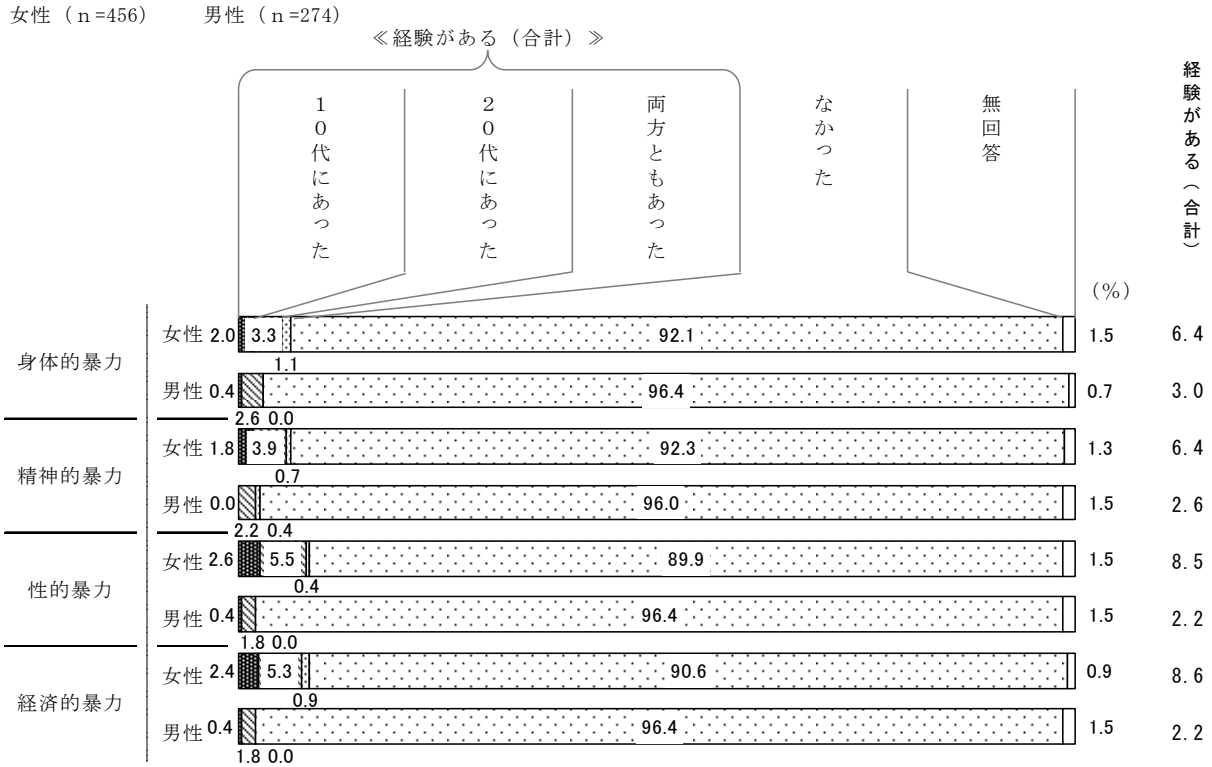 女性（ｎ=456） 男性（ｎ=274）
≪経験がある（合計）≫
経験がある（合計）
１０代にあった
２０代にあった
両方ともあった
なかった
無回答
（%）
身体的暴力
女性 2.0 3.3 92.1 1.5 6.4
1.1
男性 0.4 96.4 0.7 3.0
2.6 0.0
精神的暴力
女性 1.8 3.9 92.3 1.3 6.4
0.7
男性 0.0 96.0 1.5 2.6
2.2 0.4
性的暴力
女性 2.6 5.5 89.9 1.5 8.5
0.4
男性 0.4 96.4 1.5 2.2
1.8 0.0
経済的暴力
女性 2.4 5.3 90.6 0.9 8.6
0.9
男性 0.4 96.4 1.5 2.2
1.8 0.0